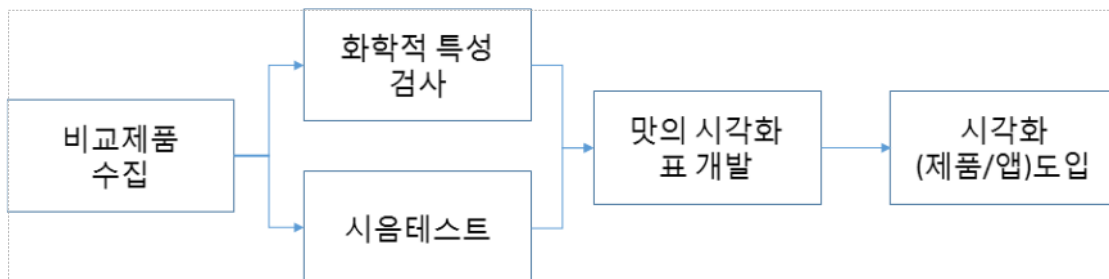 비교제품
수집
화학적 특성
검사
시음테스트
맛의 시각화
표 개발
시각화
(제품/앱)도입